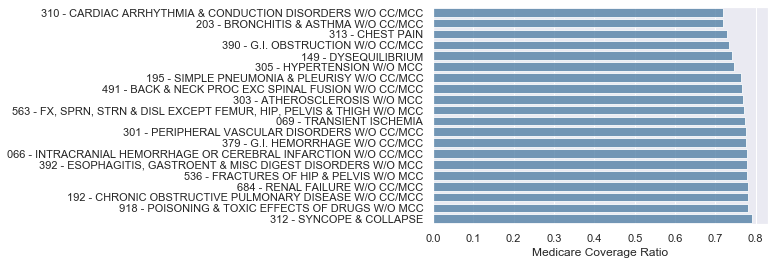 310 - CARDIAC ARRHYTHMIA & CONDUCTION DISORDERS W/O CC/MCC
203 - BRONCHITIS & ASTHMA W/O CC/MCC
313 - CHEST PAIN
390 - G.I. OBSTRUCTION W/O CC/MCC
149 - DYSEQUILIBRIUM
305 - HYPERTENSION W/O MCC
195 - SIMPLE PNEUMONIA & PLEURISY W/O CC/MCC
491 - BACK & NECK PROC EXC SPINAL FUSION W/O CC/MCC
303 - ATHEROSCLEROSIS W/O MCC
563 - FX, SPRN, STRN & DISL EXCEPT FEMUR, HIP, PELVIS & THIGH W/O MCC
069 - TRANSIENT ISCHEMIA
301 - PERIPHERAL VASCULAR DISORDERS W/O CC/MCC
379 - G.I. HEMORRHAGE W/O CC/MCC
066 - INTRACRANIAL HEMORRHAGE OR CEREBRAL INFARCTION W/O CC/MCC
392 - ESOPHAGITIS, GASTROENT & MISC DIGEST DISORDERS W/O MCC
536 - FRACTURES OF HIP & PELVIS W/O MCC
684 - RENAL FAILURE W/O CC/MCC
192 - CHRONIC OBSTRUCTIVE PULMONARY DISEASE W/O CC/MCC
918 - POISONING & TOXIC EFFECTS OF DRUGS W/O MCC
312 - SYNCOPE & COLLAPSE
0.0 0.1 0.2 0.3 0.4 0.5 0.6 0.7 0.8
Medicare Coverage Ratio